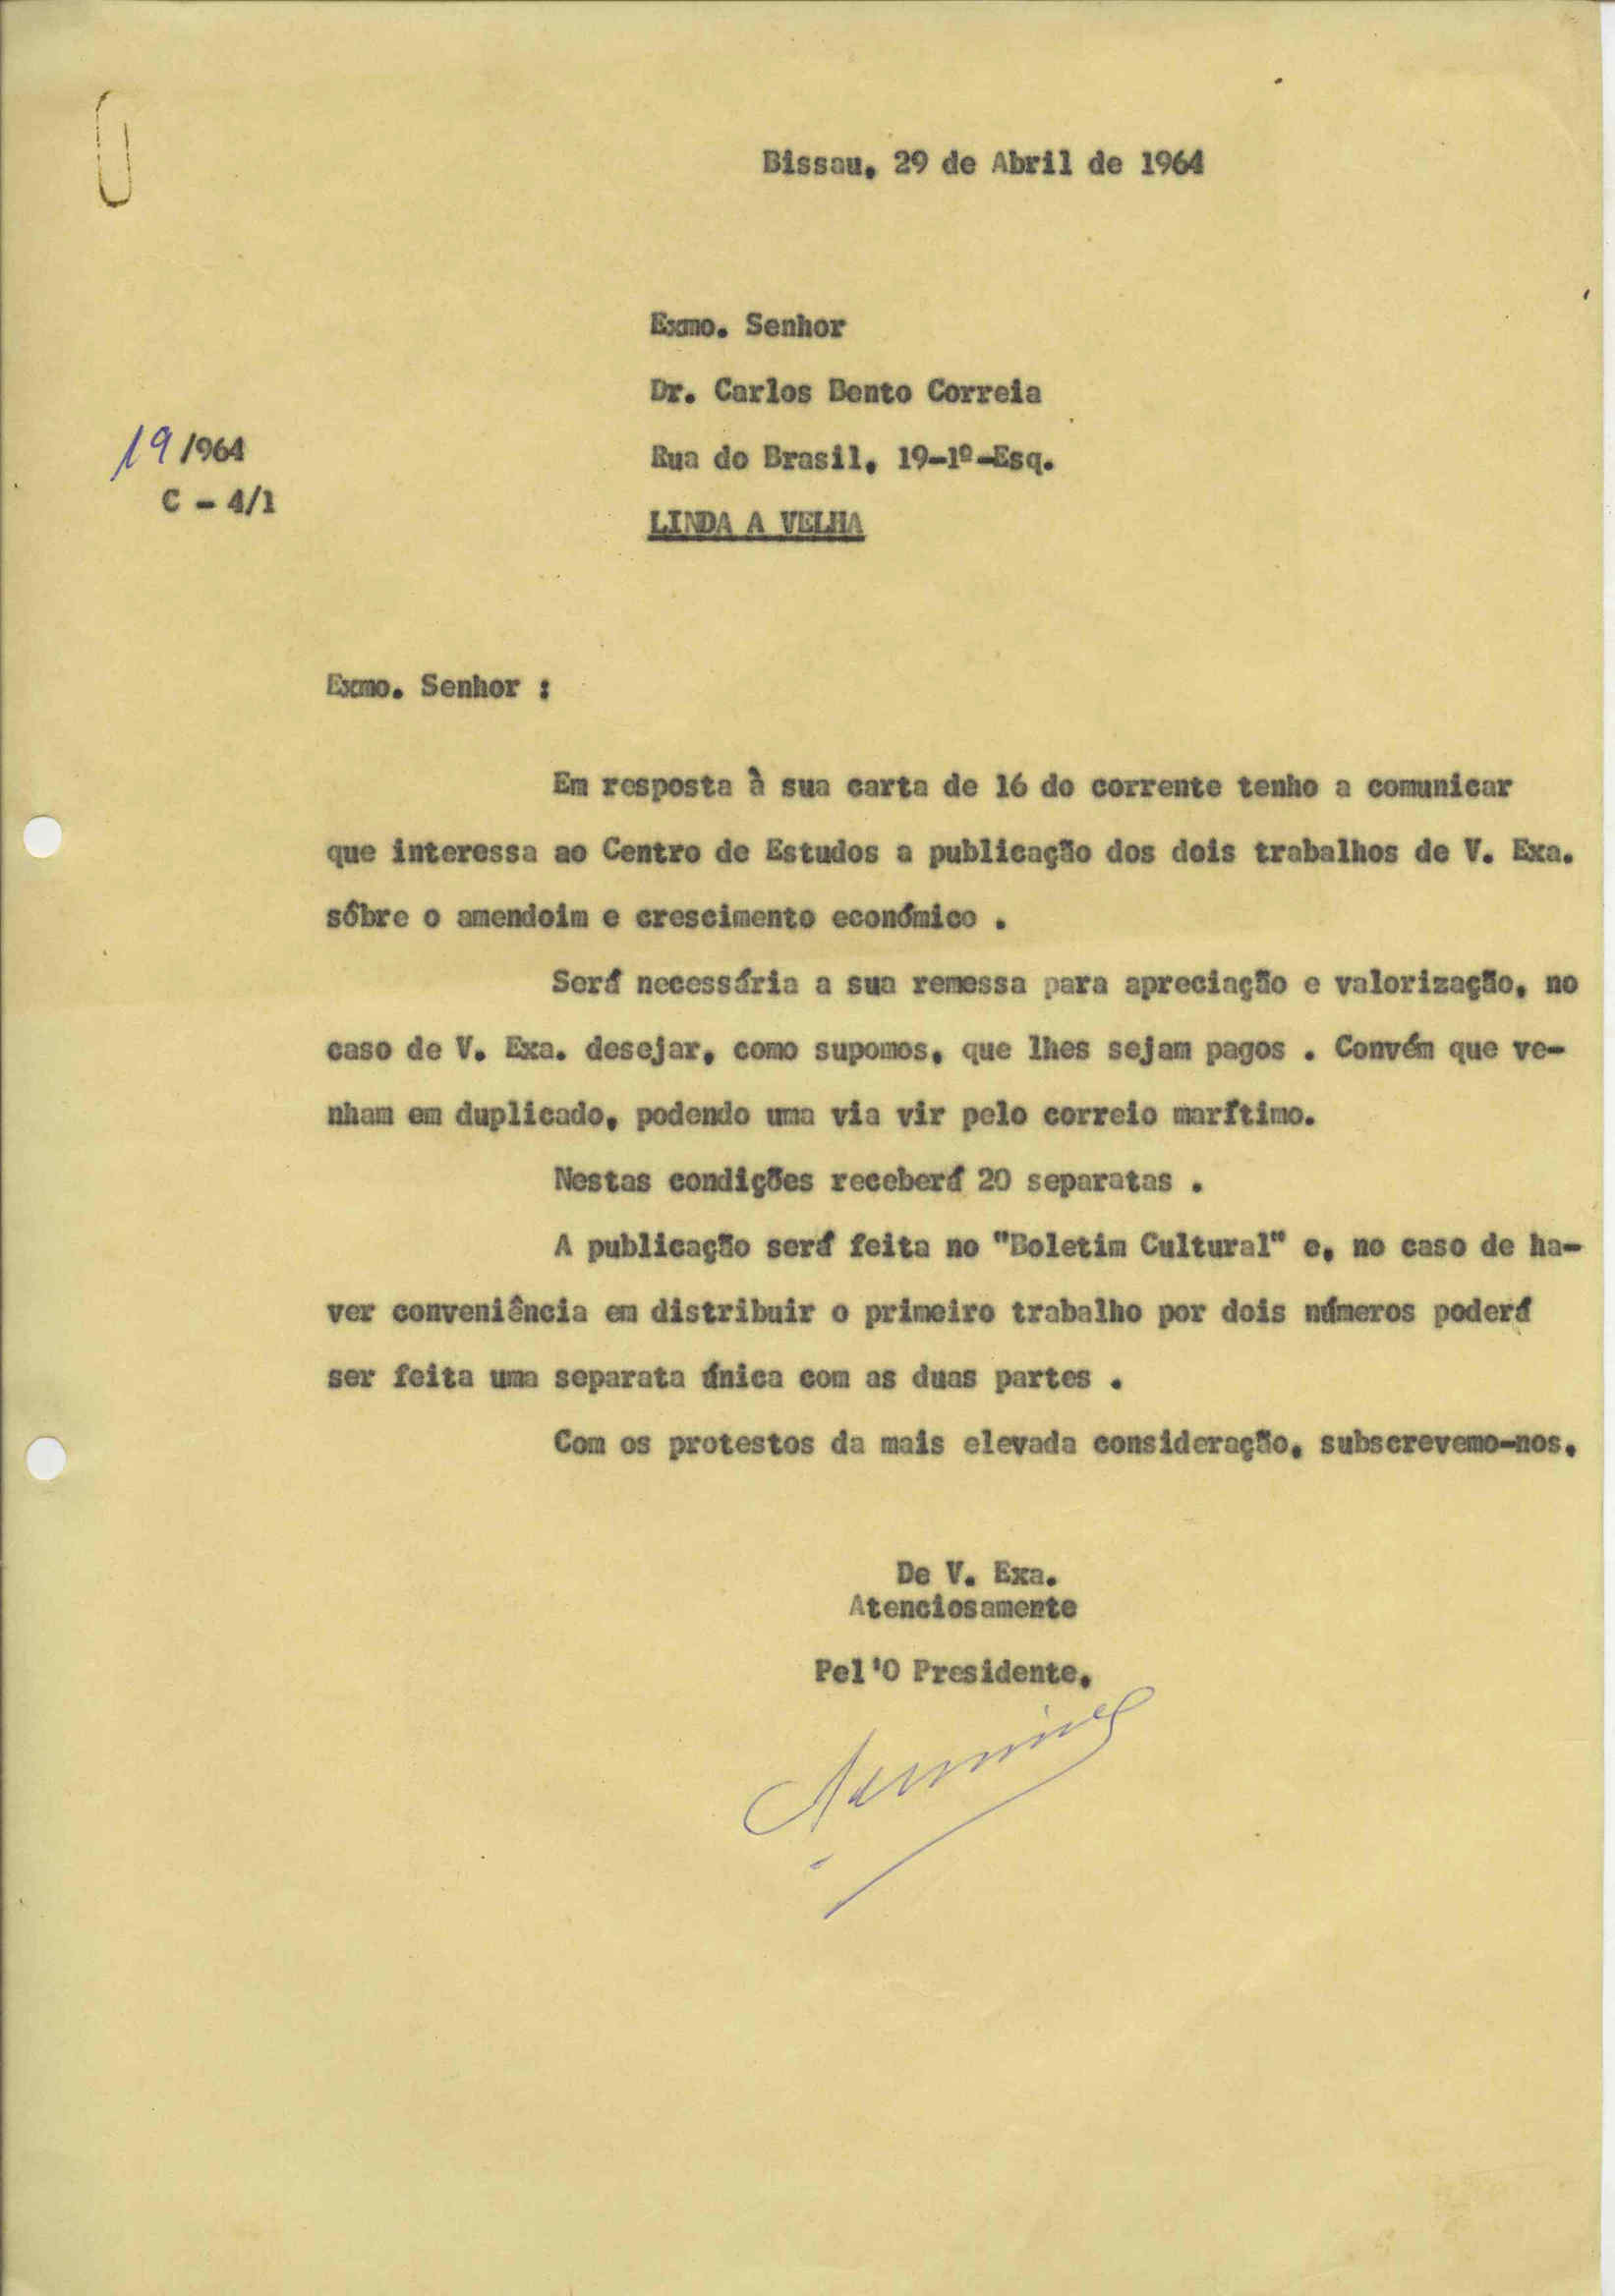 Bissau, 29 de Abril de 1964
Exmo. Senhor
Dr. Carlos Bento Correia
19/964
Rua do Brasil, 19-1º-Esq.
C - 4/1
LINDA A VELHA
Exmo. Senhor :
Em resposta à sua carta de 16 do corrente tenho a comunicar
que interessa ao Centro de Estudos a publicação dos dois trabalhos de V. Exa.
sôbre o amendoim e crescimento económico .
Será necessária a sua remessa para apreciação e valorização, no
caso de V. Exa. desejar, como supomos, que lhes sejam pagos . Convém que ve-
nham em duplicado, podendo uma via vir pelo correio marítimo.
Nestas condições receberá 20 separatas .
A publicação será feita no "Boletim Cultural" e, no caso de ha-
ver conveniência em distribuir o primeiro trabalho por dois números poderá
ser feita uma separata única com as duas partes .
Com os protestos da mais elevada consideração, subscrevemo-nos,
De V. Exa.
Atenciosamente
Pel'O Presidente,